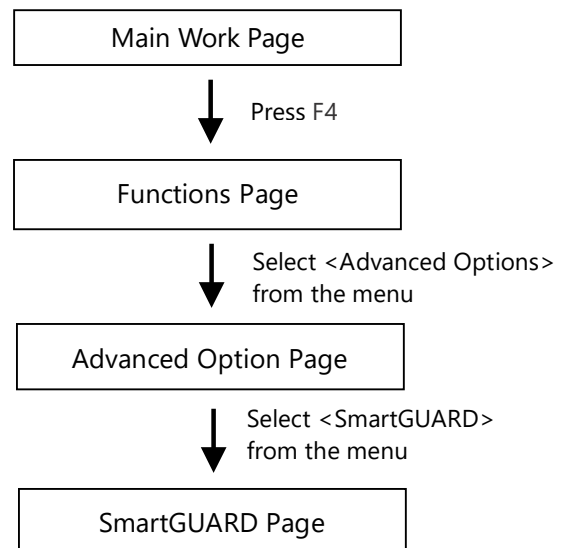 Main Work Page
Press F4
Functions Page
Select <Advanced Options>
from the menu
Advanced Option Page
Select <SmartGUARD>
from the menu
SmartGUARD Page